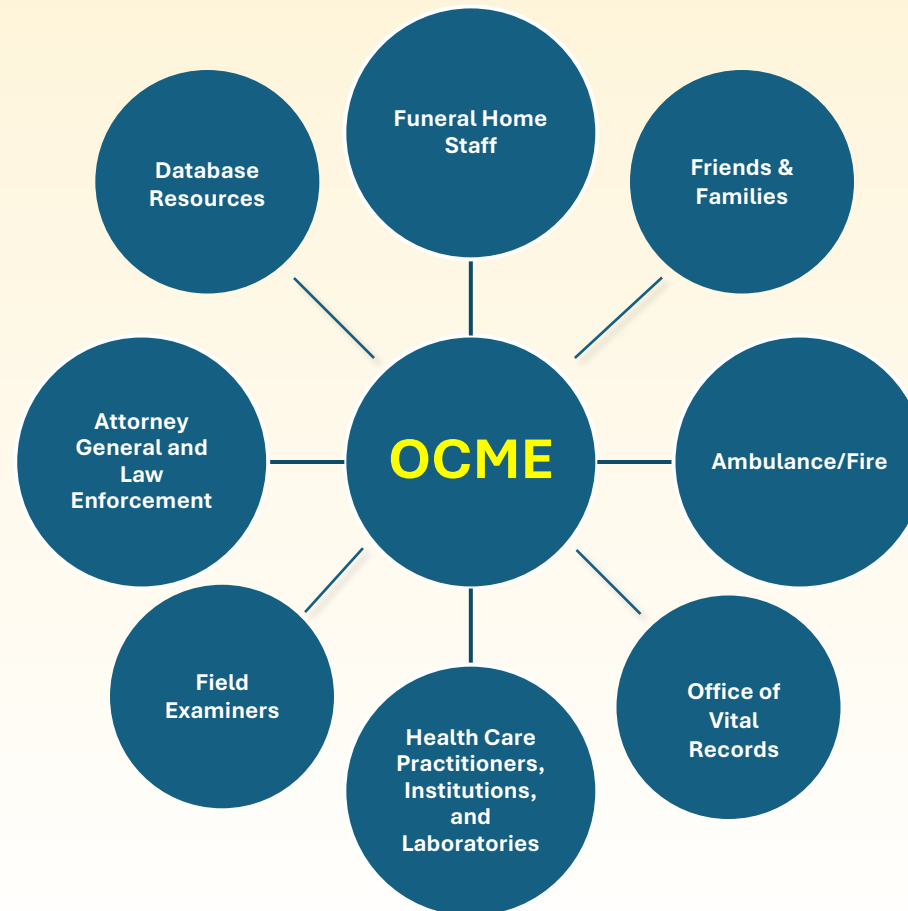 Funeral Home
Staff
Database
Resources
Friends &
Families
Attorney
General and
Law
Enforcement
OCME
Ambulance/Fire
Field
Examiners
Health Care
Practitioners,
Institutions,
and
Laboratories
Office of
Vital
Records